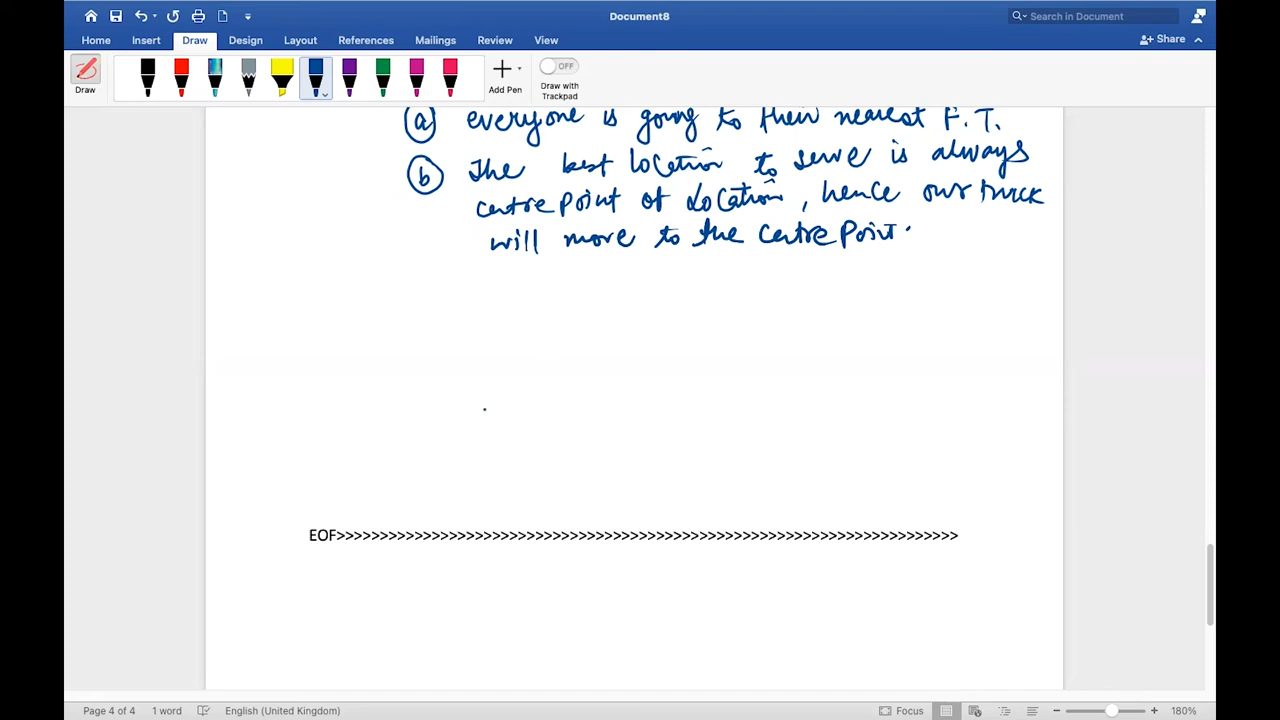 Document8
Search in Document
Home Insert Draw Design Layout References Mailings Review View
Share
Draw
Add Pen
OFF
Draw with
Trackpad
(a) everyone is going to their nearest F.T.
(b) The best location to serve is always
centre point of location, hence our truck
will move to the centre point.
EOF>>>>>>>>>>>>>>>>>>>>>>>>>>>>>>>>>>>>>>>>>>>>>>>>>>>>>>>>>>>>>>>>>>>>>>>>
Page 4 of 4 1 word English (United Kingdom) Focus 180%